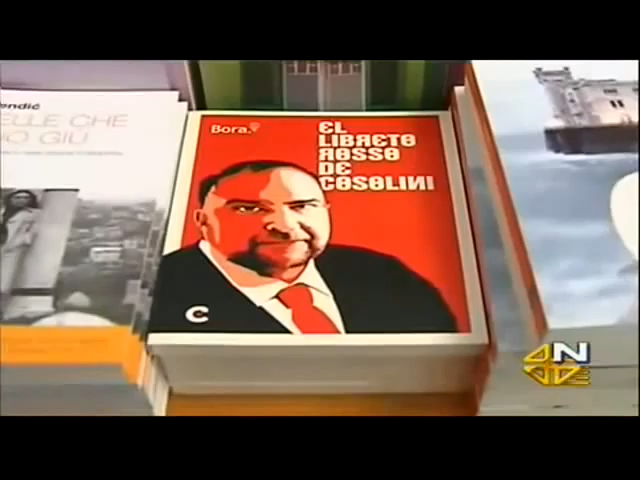 endić
ELLE CHE
IO GIU
Bora.
EL
LIBRETO
ROSSO
DE
COSOLINI
C
N